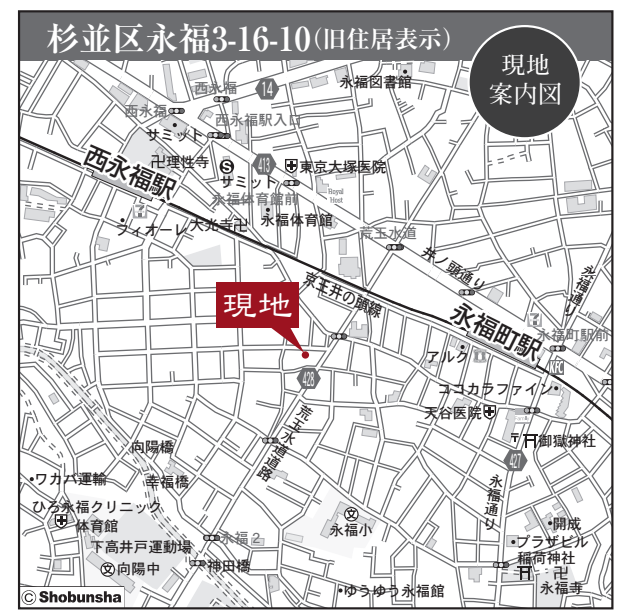 杉並区永福3-16-10(旧住居表示)
現地
案内図
西永福
14
永福図書館
西永福
西永福駅入口
サミット
卍理性寺
413
東京大塚医院
サミット
西永福駅
Royal
Host
永福体育館前
永福体育館
フィオーレ
大光寺卍
荒玉水道
井ノ頭通り
永福通り
京王井の頭線
現地
永福町駅
永福町駅前
アルク
KFC
428
ココカラファイン
天谷医院
荒玉水道道路
〒
御嶽神社
427
向陽橋
ワカバ運輸
幸福橋
永福通り
ひろ永福クリニック
体育館
文
永福小
開成
永福2
プラザビル
下高井戸運動場
稲荷神社
文向陽中
神田橋
卍
永福寺
ゆうゆう永福館
© Shobunsha